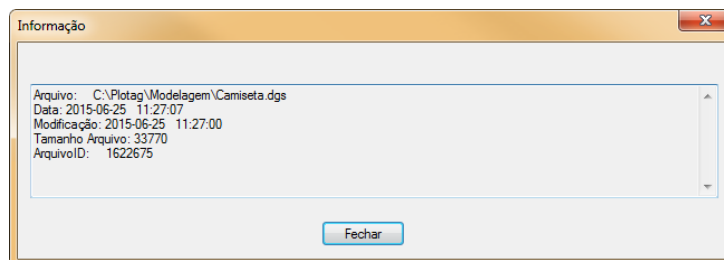 Informação
Arquivo: C:\Plotag\Modelagem\Camiseta.dgs
Data: 2015-06-25 11:27:07
Modificação: 2015-06-25 11:27:00
Tamanho Arquivo: 33770
ArquivoID: 1622675
Fechar